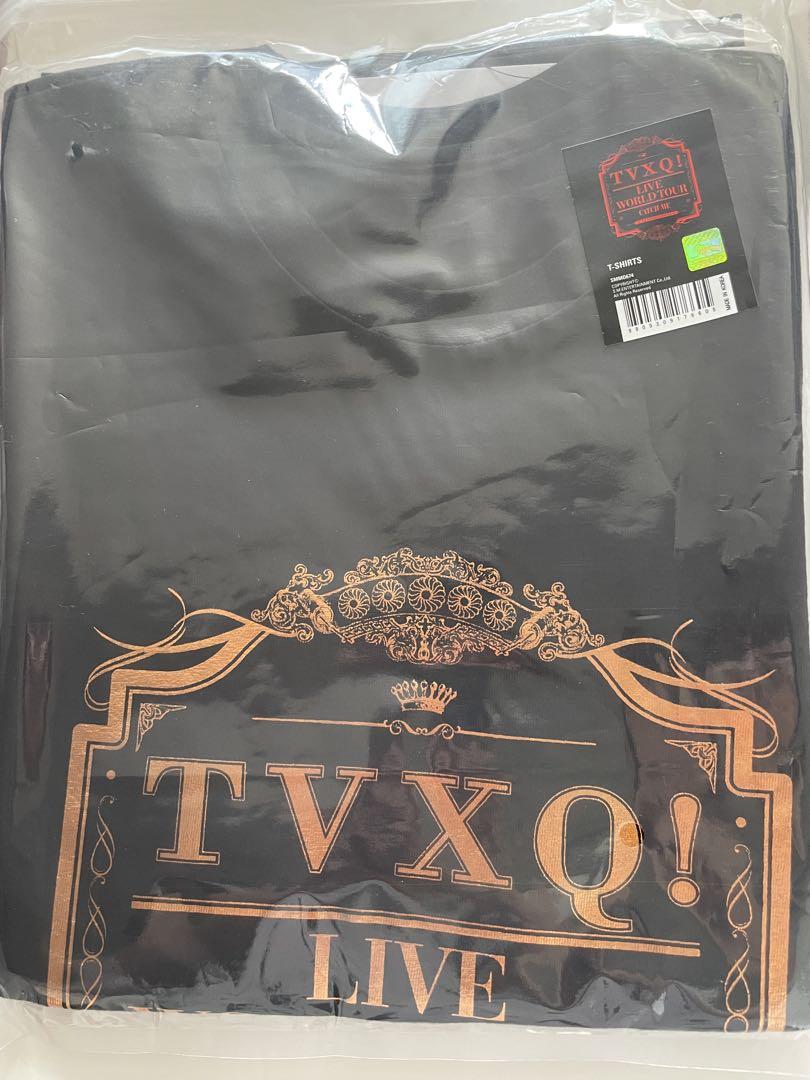 TVXQ!
LIVE
WORLD TOUR
CATCH ME
T-SHIRTS
COPYRIGHT©
S.M.ENTERTAINMENT Co.,Ltd.
All Rights Reserved
MADE IN KOREA
TVXQ!
LIVE